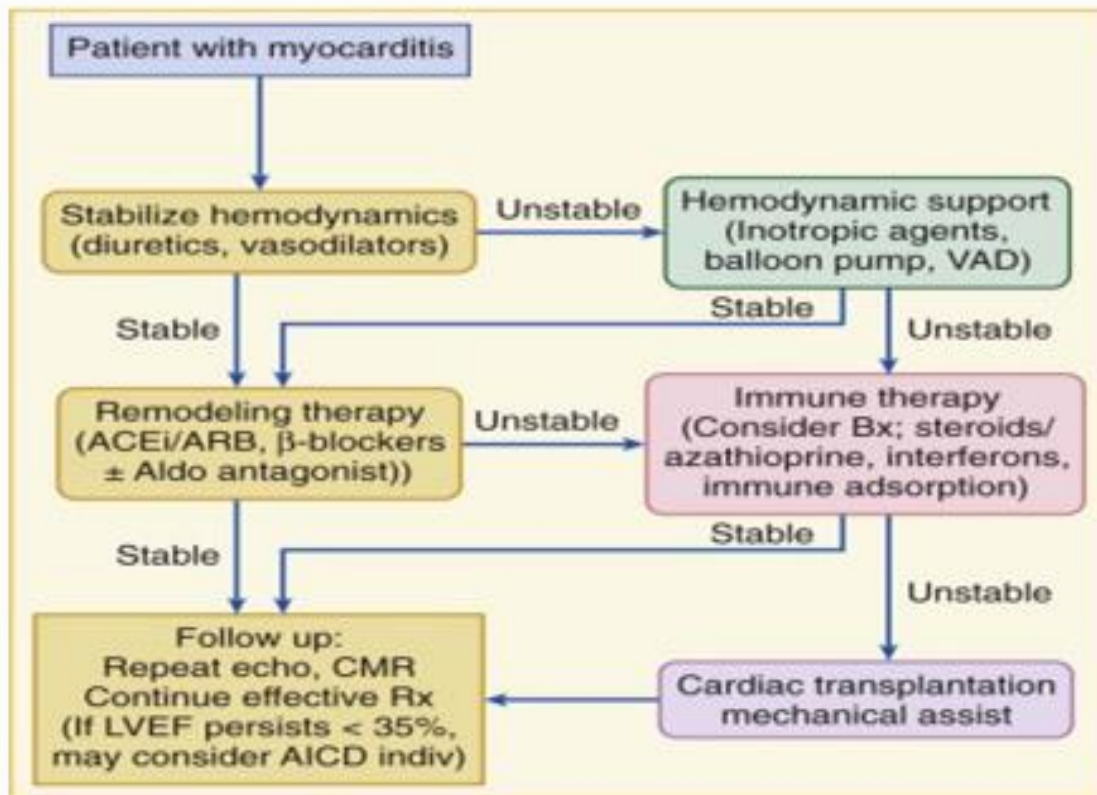 Patient with myocarditis
Stabilize hemodynamics
(diuretics, vasodilators)
Unstable
Hemodynamic support
(Inotropic agents,
balloon pump, VAD)
Stable
Stable
Unstable
Remodeling therapy
(ACEi/ARB, β-blockers
± Aldo antagonist))
Unstable
Immune therapy
(Consider Bx; steroids/
azathioprine, interferons,
immune adsorption)
Stable
Stable
Unstable
Follow up:
Repeat echo, CMR
Continue effective Rx
(If LVEF persists < 35%,
may consider AICD indiv)
Cardiac transplantation
mechanical assist